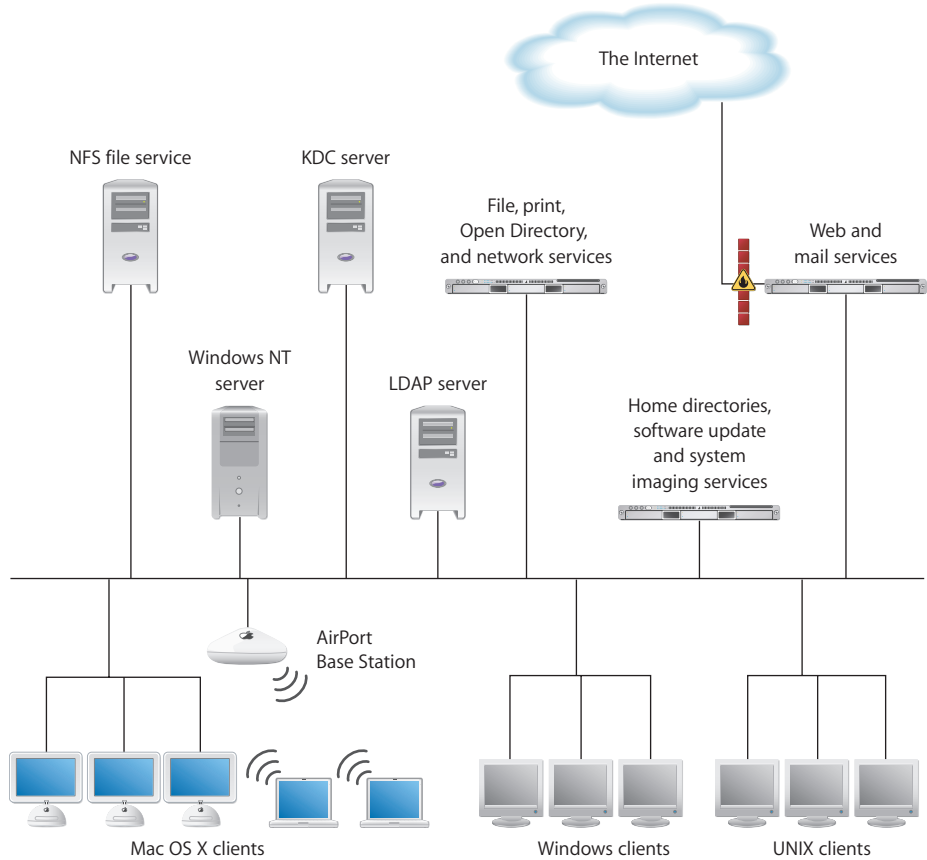 The Internet
NFS file service
KDC server
File, print,
Open Directory,
and network services
Web and
mail services
Windows NT
server
LDAP server
Home directories,
software update
and system
imaging services
AirPort
Base Station
Mac OS X clients
Windows clients
UNIX clients